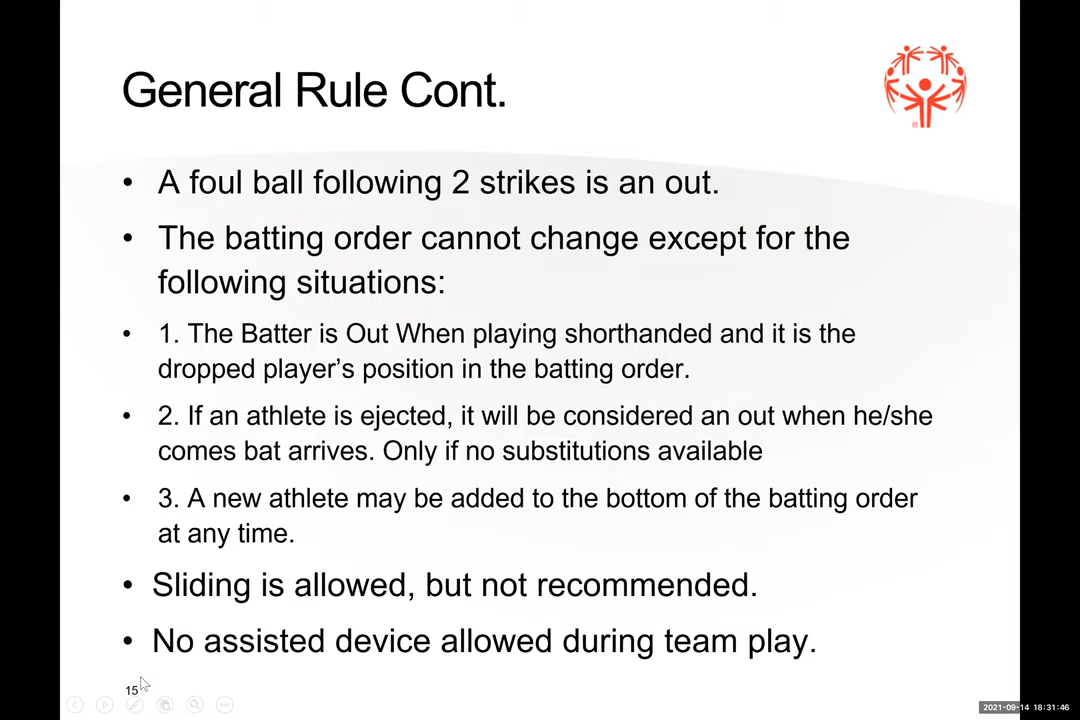 General Rule Cont.
• A foul ball following 2 strikes is an out.
• The batting order cannot change except for the
following situations:
• 1. The Batter is Out When playing shorthanded and it is the
dropped player’s position in the batting order.
• 2. If an athlete is ejected, it will be considered an out when he/she
comes bat arrives. Only if no substitutions available
• 3. A new athlete may be added to the bottom of the batting order
at any time.
• Sliding is allowed, but not recommended.
• No assisted device allowed during team play.
15
2021-09-14 18:31:46